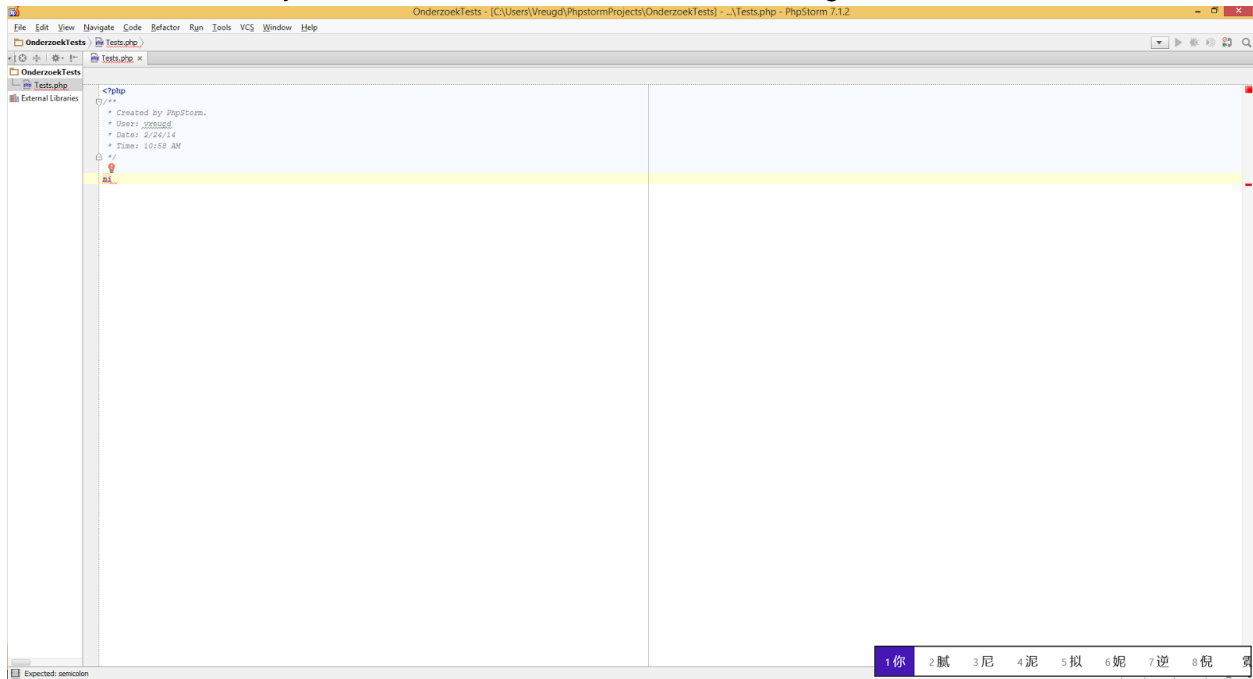 OnderzoekTests - [C:\Users\Vreugd\PhpstormProjects\OnderzoekTests] - ...\Tests.php - PhpStorm 7.1.2
File Edit View Navigate Code Refactor Run Tools VCS Window Help
OnderzoekTests Tests.php
Tests.php
OnderzoekTests
Tests.php
External Libraries
<?php
/**
* Created by PhpStorm.
* User: vreugd
* Date: 2/24/14
* Time: 10:58 AM
*/
ni
1 你 2 腻 3 尼 4 泥 5 拟 6 妮 7 逆 8 倪
Expected: semicolon